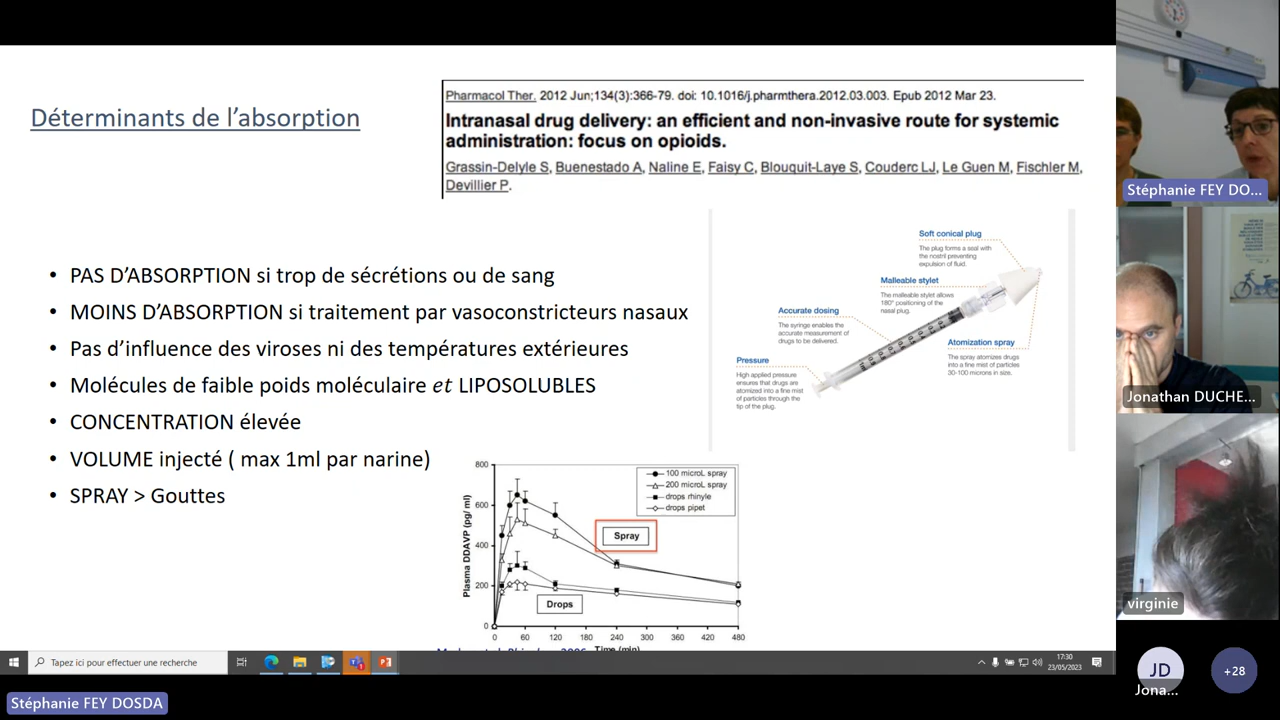 Déterminants de l’absorption
Pharmacol Ther. 2012 Jun;134(3):366-79. doi: 10.1016/j.pharmthera.2012.03.003. Epub 2012 Mar 23.
Intranasal drug delivery: an efficient and non-invasive route for systemic
administration: focus on opioids.
Grassin-Delyle S, Buenestado A, Naline E, Faisy C, Blouquit-Laye S, Couderc LJ, Le Guen M, Fischler M,
Devillier P.
• PAS D’ABSORPTION si trop de sécrétions ou de sang
• MOINS D’ABSORPTION si traitement par vasoconstricteurs nasaux
• Pas d’influence des viroses ni des températures extérieures
• Molécules de faible poids moléculaire et LIPOSOLUBLES
• CONCENTRATION élevée
• VOLUME injecté ( max 1ml par narine)
• SPRAY > Gouttes
Soft conical plug
The plug forms a seal with
the nostril preventing
expulsion of fluid.
Malleable stylet
The malleable stylet allows
180° positioning of the
nasal plug.
Accurate dosing
The syringe enables the
accurate measurement of
drugs to be delivered.
Atomization spray
The spray atomizes drugs
into a fine mist of particles
30-100 microns in size.
Pressure
High applied pressure
ensures that drugs are
atomized into a fine mist
of particles through the
tip of the plug.
Plasma DDAVP (pg/ ml)
800
600
400
200
0
100 microL spray
200 microL spray
drops rhinyle
drops pipet
Spray
Drops
0 60 120 180 240 300 360 420 480
Time (min)
Tapez ici pour effectuer une recherche
17:30
23/05/2023
Stéphanie FEY DOSDA
Stéphanie FEY DO...
Jonathan DUCHE...
virginie
JD
Jona...
+28